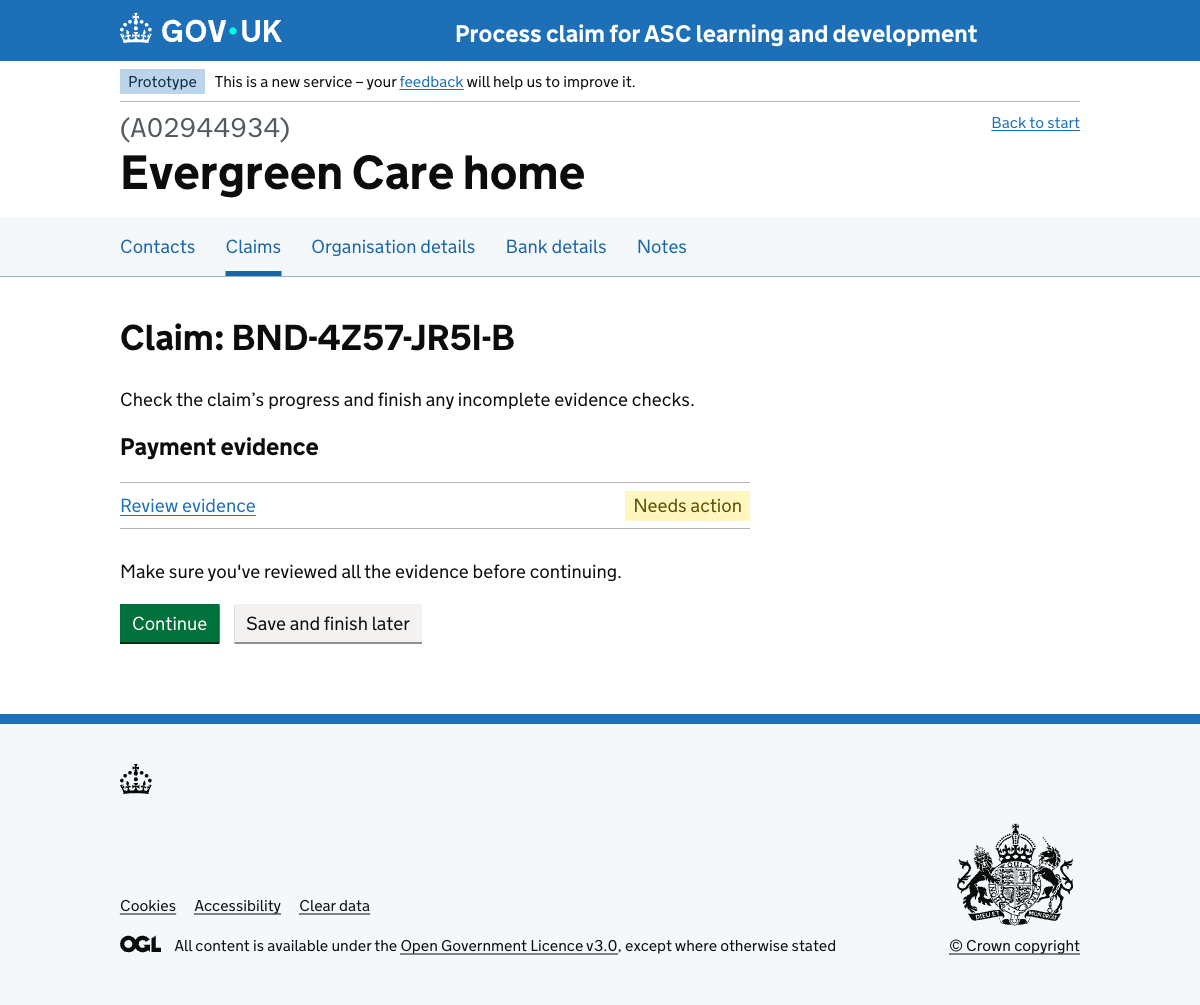 GOV·UK
Process claim for ASC learning and development
Prototype This is a new service – your feedback will help us to improve it.
(A02944934)
Back to start
Evergreen Care home
Contacts Claims Organisation details Bank details Notes
Claim: BND-4Z57-JR5I-B
Check the claim’s progress and finish any incomplete evidence checks.
Payment evidence
Review evidence Needs action
Make sure you've reviewed all the evidence before continuing.
Continue Save and finish later
Cookies Accessibility Clear data
OGL All content is available under the Open Government Licence v3.0, except where otherwise stated
© Crown copyright